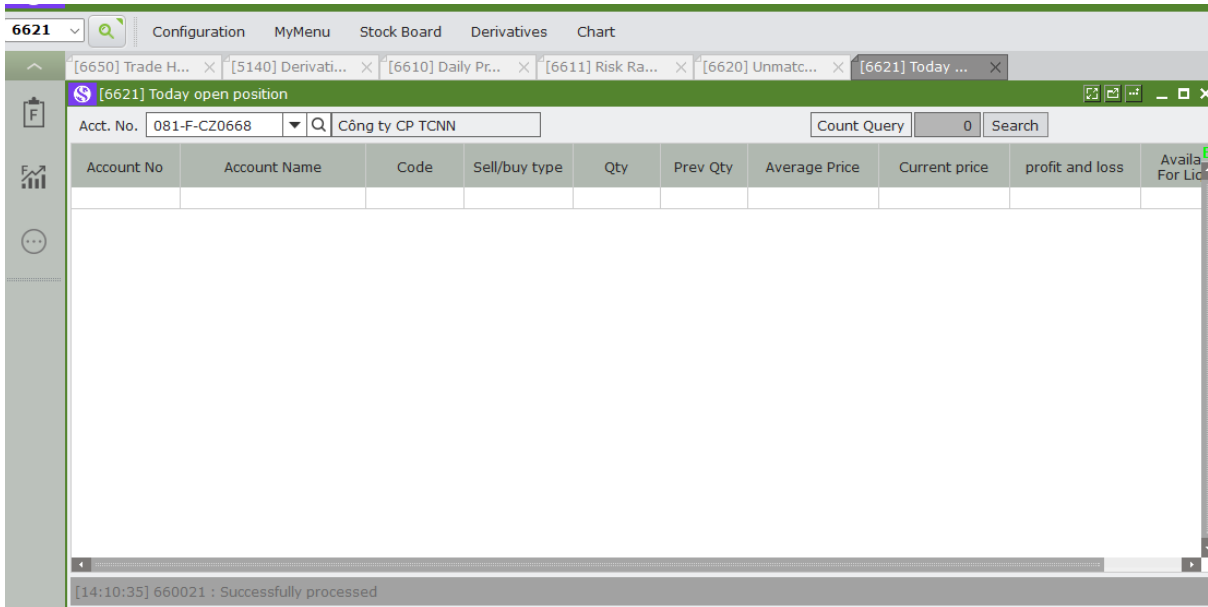 6621 Configuration MyMenu Stock Board Derivatives Chart
[6650] Trade H... [5140] Derivati... [6610] Daily Pr... [6611] Risk Ra... [6620] Unmatc... [6621] Today ...
[6621] Today open position
Acct. No. 081-F-CZ0668 Công ty CP TCNN Count Query 0 Search
Account No Account Name Code Sell/buy type Qty Prev Qty Average Price Current price profit and loss Availa
For Lic
[14:10:35] 660021 : Successfully processed